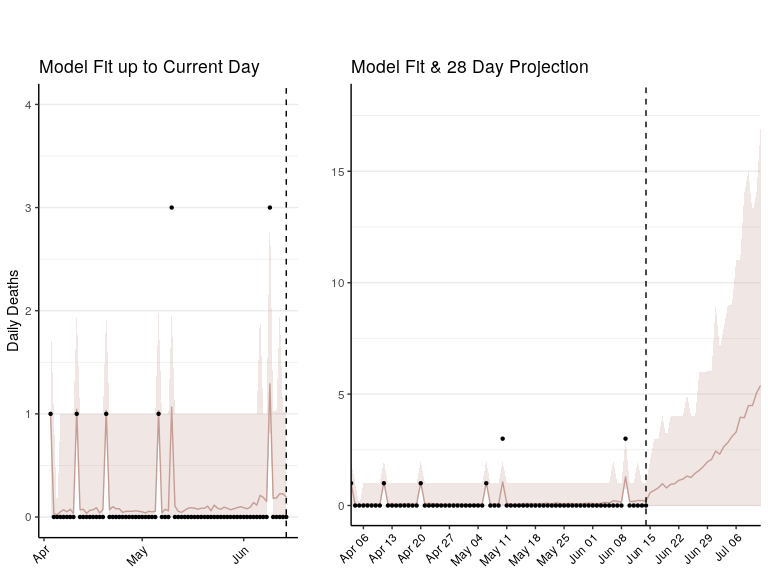 Model Fit up to Current Day
Daily Deaths
4
3
2
1
0
Apr
May
Jun
Model Fit & 28 Day Projection
15
10
5
0
Apr 06
Apr 13
Apr 20
Apr 27
May 04
May 11
May 18
May 25
Jun 01
Jun 08
Jun 15
Jun 22
Jun 29
Jul 06